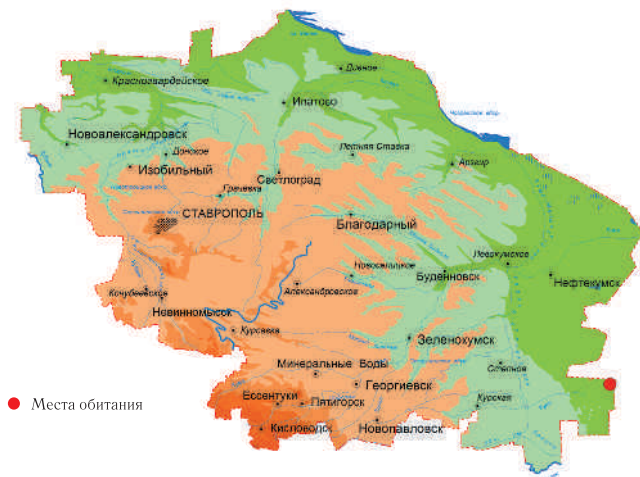 Дивное
Красногвардейское
Ипатово
Новоалександровск
Донское
Летняя Ставка
Арзгир
Изобильный
Светлоград
Грачевка
СТАВРОПОЛЬ
Благодарный
Левокумское
Новоселицкое
Буденновск
Нефтекумск
Кочубеевское
Александровское
Невинномысск
Курсавка
Зеленокумск
Степное
Минеральные Воды
Георгиевск
Ессентуки
Пятигорск
Курская
Новопавловск
Кисловодск
Места обитания